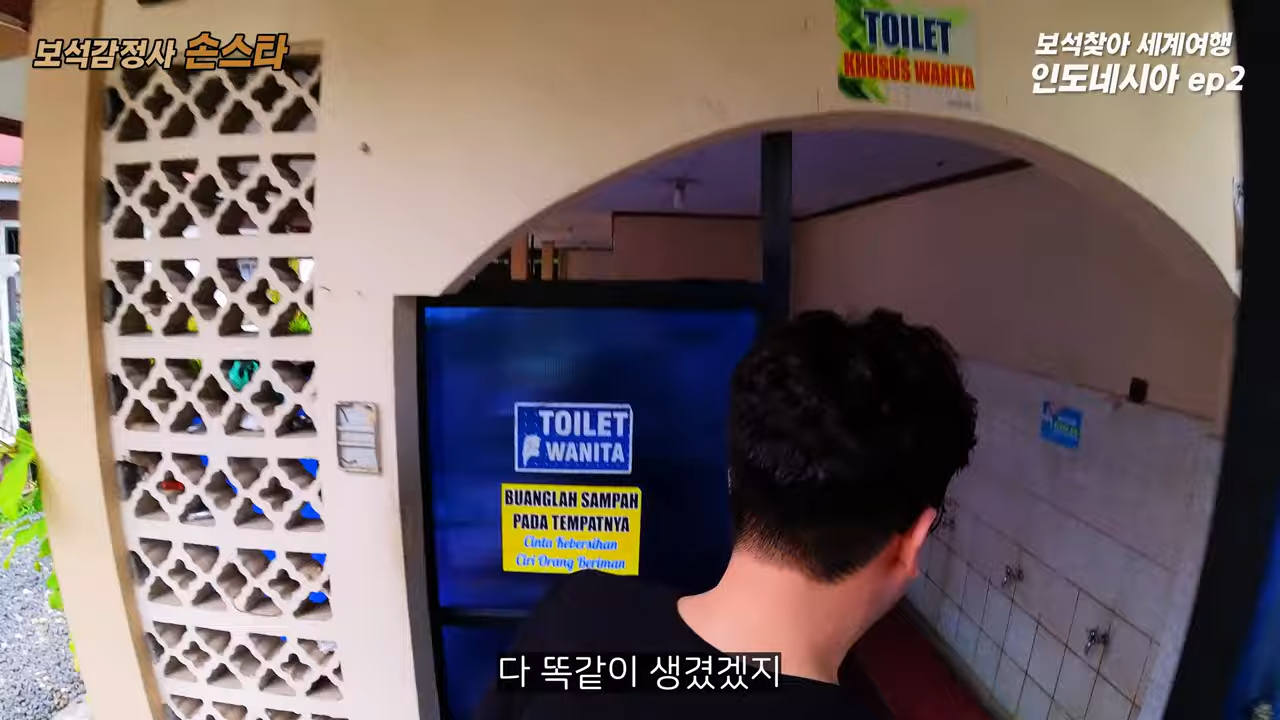 보석감정사 손스타
보석찾아 세계여행
인도네시아 ep2
TOILET
KHUSUS WANITA
TOILET
WANITA
BUANGLAH SAMPAH
PADA TEMPATNYA
Cinta Kebersihan
Ciri Orang Beriman
다 똑같이 생겼겠지